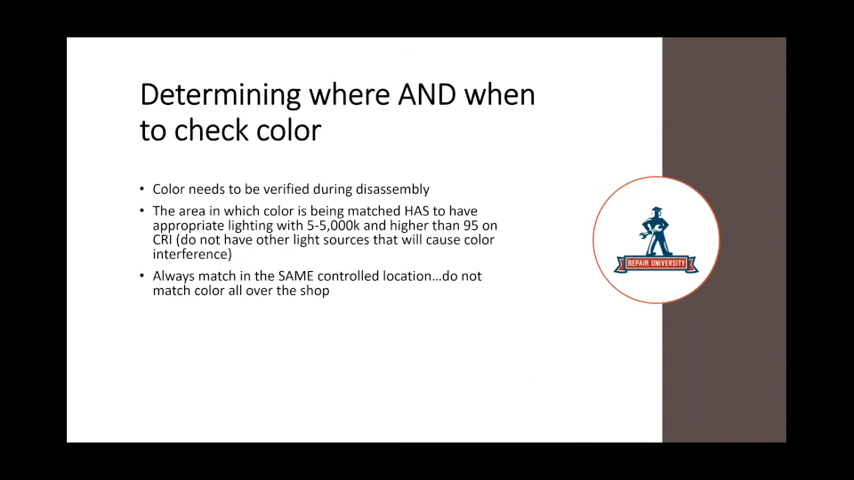 Determining where AND when
to check color
• Color needs to be verified during disassembly
• The area in which color is being matched HAS to have
appropriate lighting with 5-5,000k and higher than 95 on
CRI (do not have other light sources that will cause color
interference)
• Always match in the SAME controlled location...do not
match color all over the shop
REPAIR UNIVERSITY